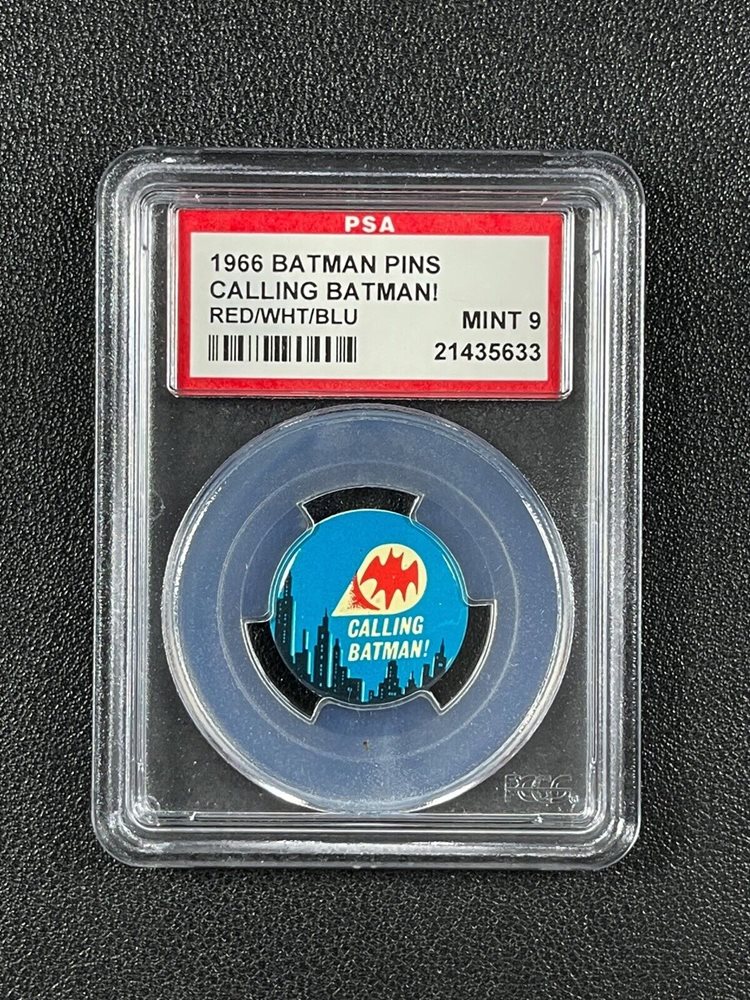 PSA
1966 BATMAN PINS
CALLING BATMAN!
RED/WHT/BLU MINT 9
21435633
CALLING
BATMAN!
PCGS